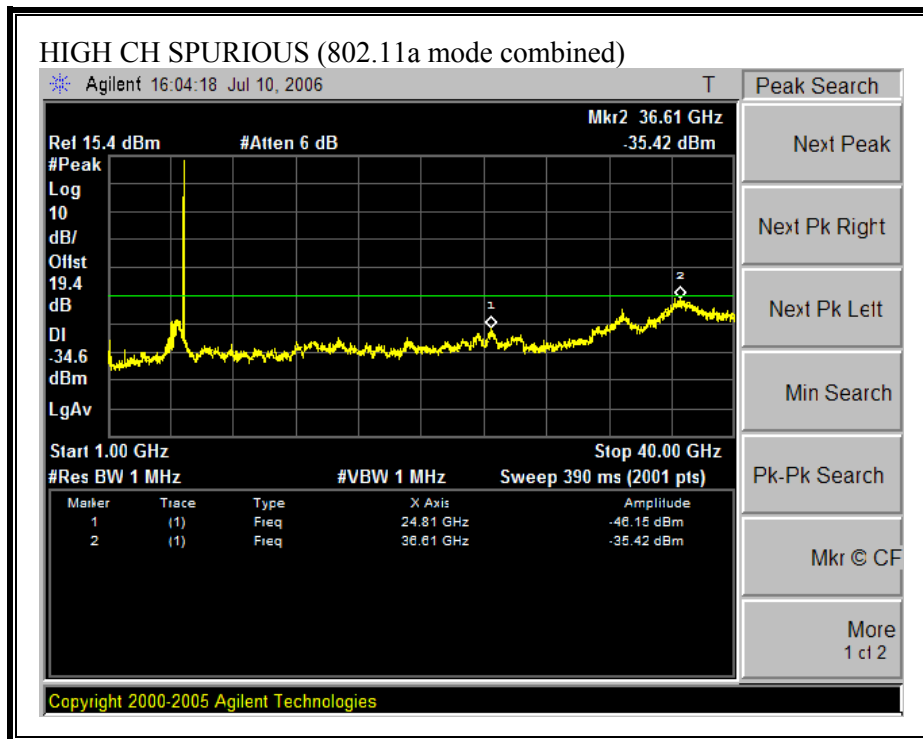 HIGH CH SPURIOUS (802.11a mode combined)
Agilent 16:04:18 Jul 10, 2006 T
Peak Search
Mkr2 36.61 GHz
Ref 15.4 dBm #Atten 6 dB -35.42 dBm
#Peak
Log
10
dB/
Offst
19.4
dB
DI
-34.6
dBm
LgAv
1
2
Start 1.00 GHz Stop 40.00 GHz
#Res BW 1 MHz #VBW 1 MHz Sweep 390 ms (2001 pts)
Marker Trace Type X Axis Amplitude
1 (1) Freq 24.81 GHz -46.15 dBm
2 (1) Freq 36.61 GHz -35.42 dBm
Next Peak
Next Pk Right
Next Pk Left
Min Search
Pk-Pk Search
Mkr © CF
More
1 of 2
Copyright 2000-2005 Agilent Technologies